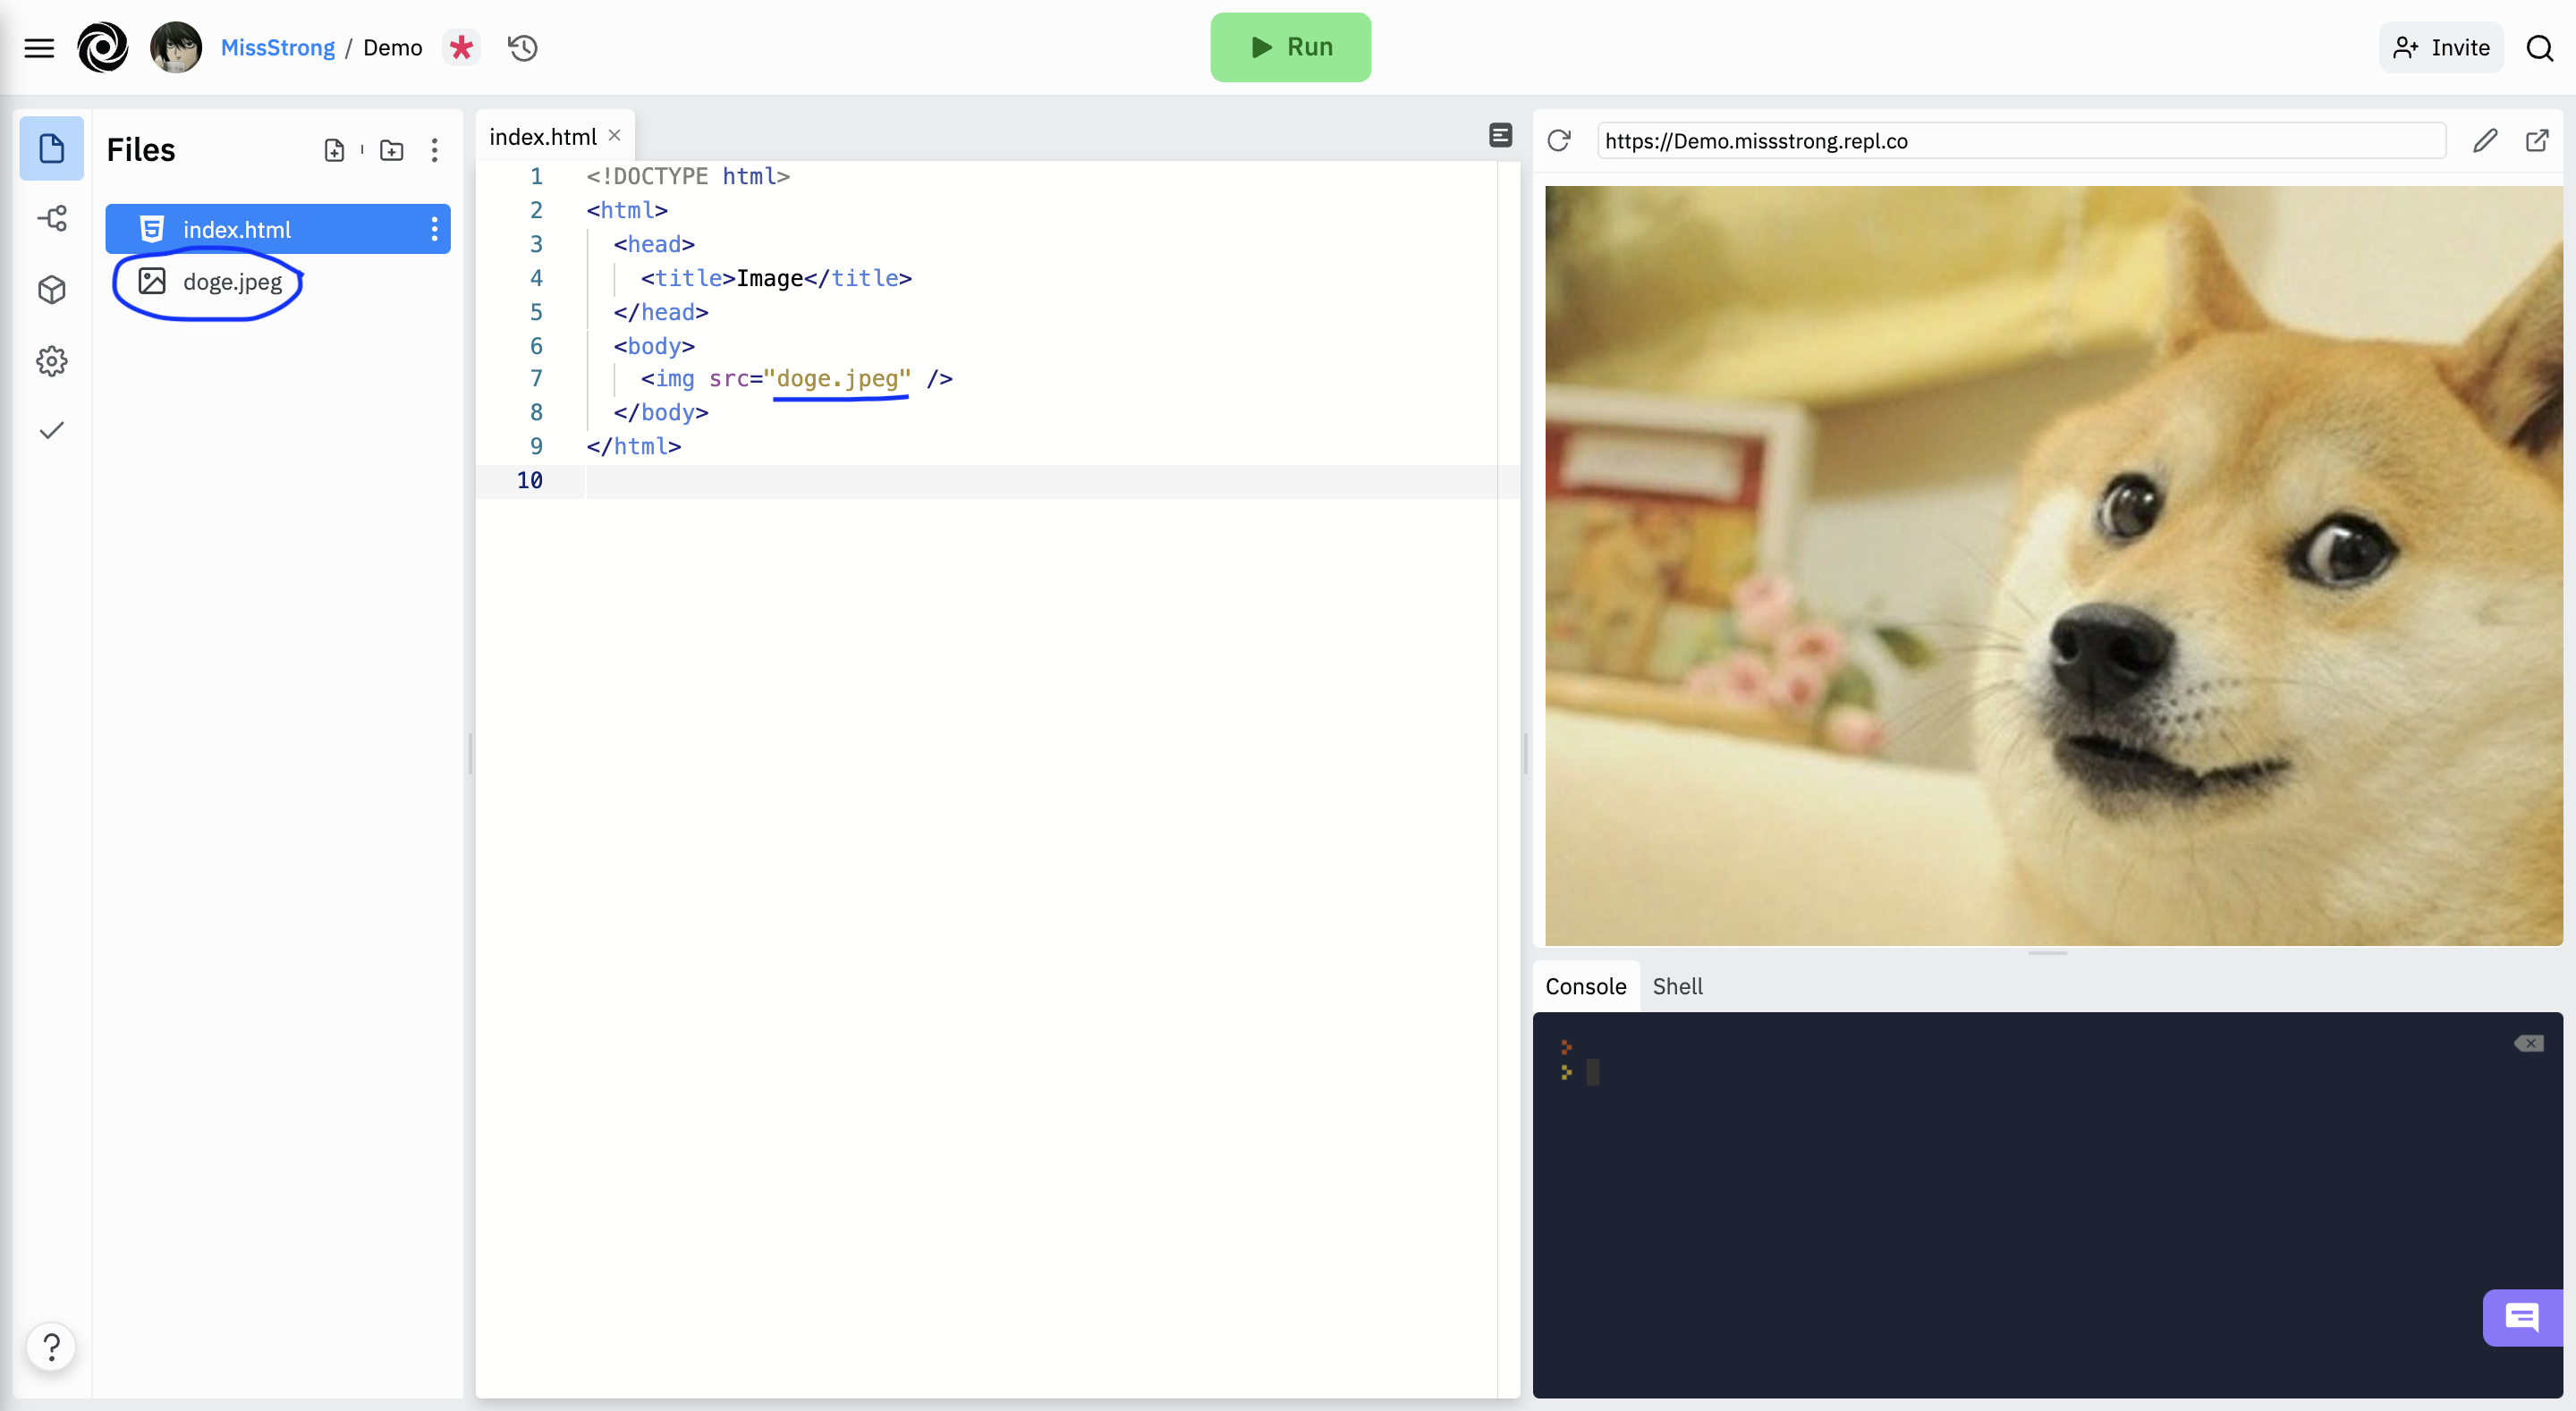 MissStrong / Demo
Run
Invite
Files
index.html
doge.jpeg
index.html
1 <!DOCTYPE html>
2 <html>
3 <head>
4 <title>Image</title>
5 </head>
6 <body>
7 <img src="doge.jpeg" />
8 </body>
9 </html>
10
https://Demo.missstrong.repl.co
Console Shell
?